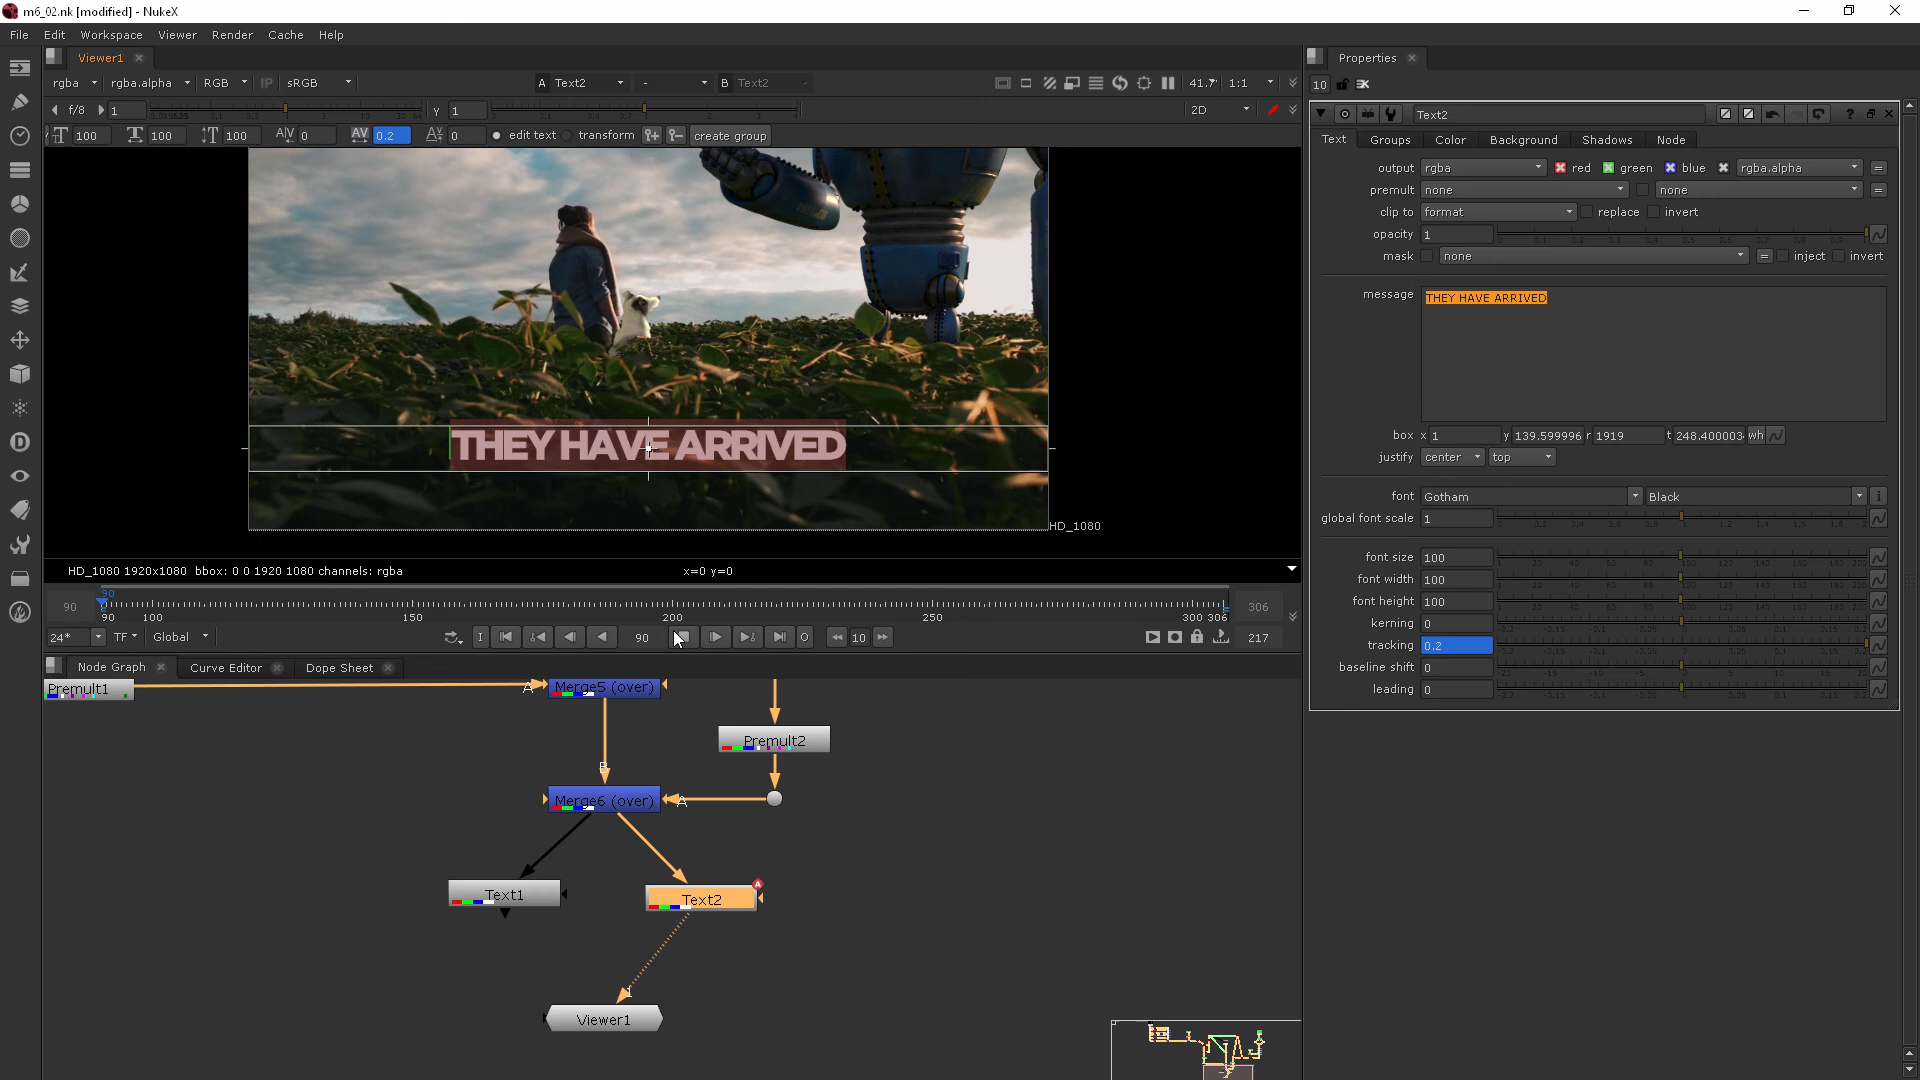 m6_02.nk [modified] - NukeX
File Edit Workspace Viewer Render Cache Help
Viewer1
Properties
rgba rgba.alpha RGB IP sRGB A Text2 - B Text2 41.7 1:1
10
f/8 1 y 1 2D
Text2
100 100 100 0 0.2 0 edit text transform create group
Text Groups Color Background Shadows Node
output rgba red green blue rgba.alpha =
premult none none =
clip to format replace invert
opacity 1
mask none = inject invert
message THEY HAVE ARRIVED
THEY HAVE ARRIVED
HD_1080
box x 1 y 139.599996 r 1919 t 248.400003 wh
justify center top
font Gotham Black
global font scale 1
font size 100
font width 100
font height 100
kerning 0
tracking 0.2
baseline shift 0
leading 0
HD_1080 1920x1080 bbox: 0 0 1920 1080 channels: rgba x=0 y=0
90
90 306
90 100 150 200 250 300 306
24* TF Global I 90 O 10 217
Node Graph Curve Editor Dope Sheet
Premult1
A
Merge5 (over)
Premult2
B
Merge6 (over)
A
Text1
Text2
A
1
Viewer1